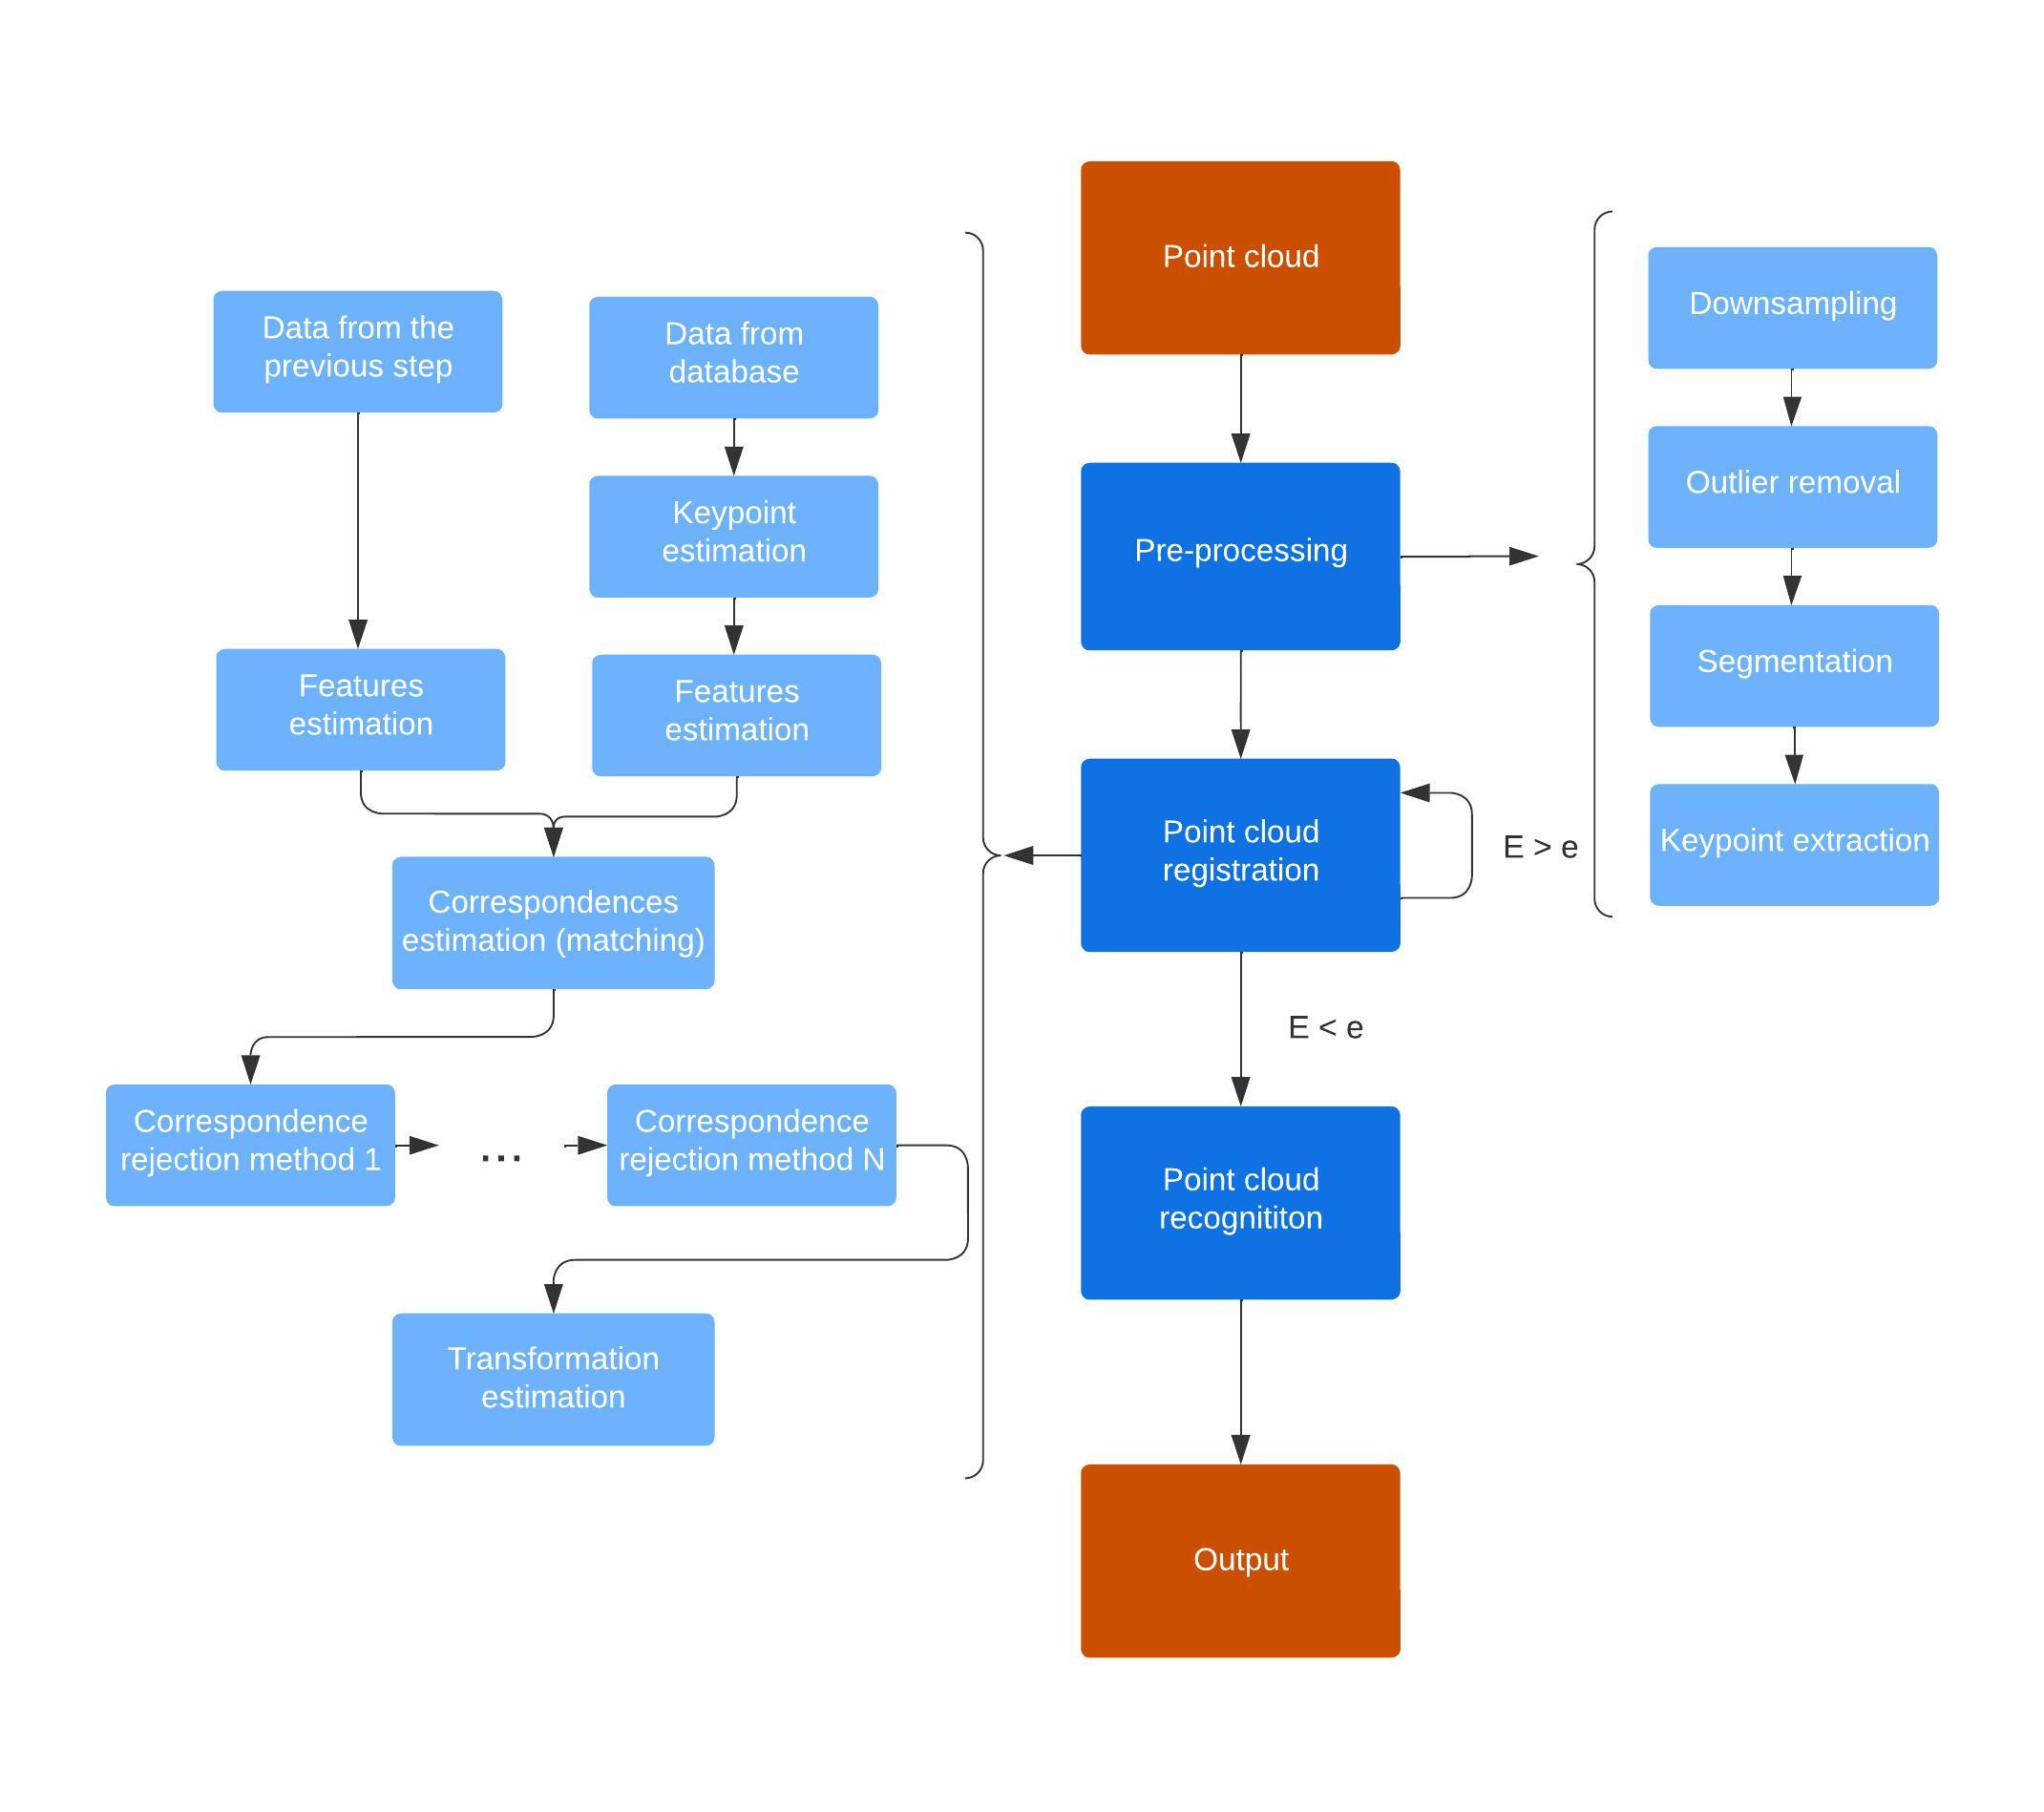 Point cloud
Pre-processing
Point cloud
registration
E > e
E < e
Point cloud
recognititon
Output
Downsampling
Outlier removal
Segmentation
Keypoint extraction
Data from the
previous step
Features
estimation
Data from
database
Keypoint
estimation
Features
estimation
Correspondences
estimation (matching)
Correspondence
rejection method 1
...
Correspondence
rejection method N
Transformation
estimation